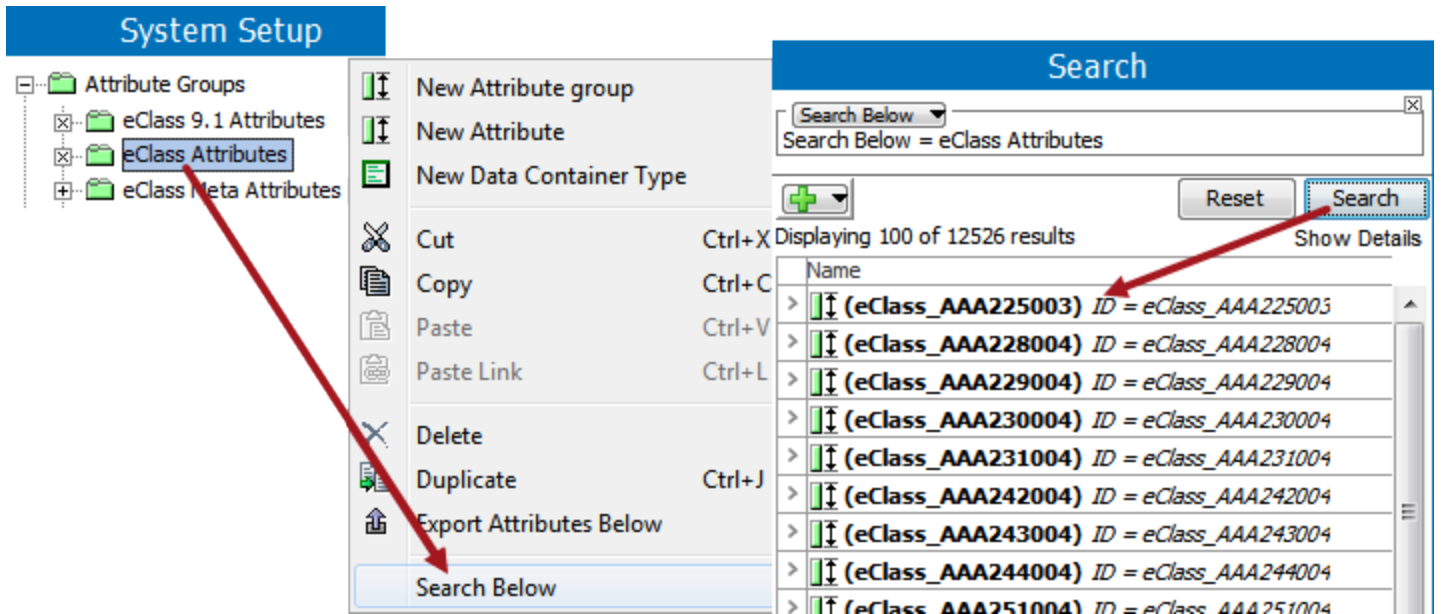 System Setup
Attribute Groups
eClass 9.1 Attributes
eClass Attributes
eClass Meta Attributes
New Attribute group
New Attribute
New Data Container Type
Cut Ctrl+X
Copy Ctrl+C
Paste Ctrl+V
Paste Link Ctrl+L
Delete
Duplicate Ctrl+J
Export Attributes Below
Search Below
Search
Search Below
Search Below = eClass Attributes
Reset Search
Displaying 100 of 12526 results Show Details
Name
(eClass_AAA225003) ID = eClass_AAA225003
(eClass_AAA228004) ID = eClass_AAA228004
(eClass_AAA229004) ID = eClass_AAA229004
(eClass_AAA230004) ID = eClass_AAA230004
(eClass_AAA231004) ID = eClass_AAA231004
(eClass_AAA242004) ID = eClass_AAA242004
(eClass_AAA243004) ID = eClass_AAA243004
(eClass_AAA244004) ID = eClass_AAA244004
(eClass_AAA251004) ID = eClass_AAA251004